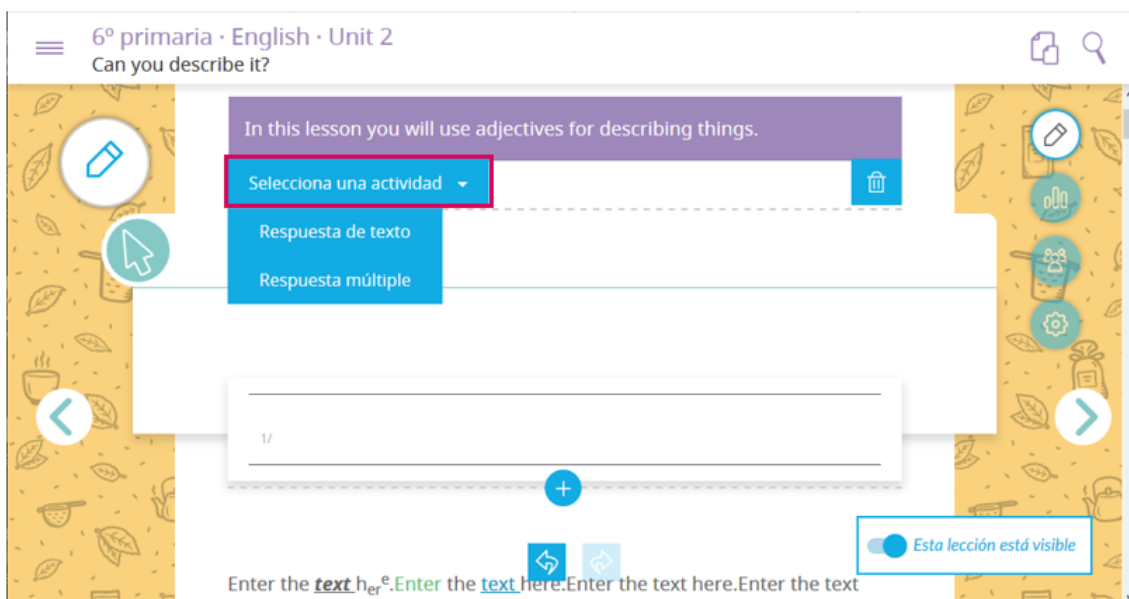 6º primaria · English · Unit 2
Can you describe it?
In this lesson you will use adjectives for describing things.
Selecciona una actividad
Respuesta de texto
Respuesta múltiple
1/
Esta lección está visible
Enter the text here.Enter the text here.Enter the text here.Enter the text